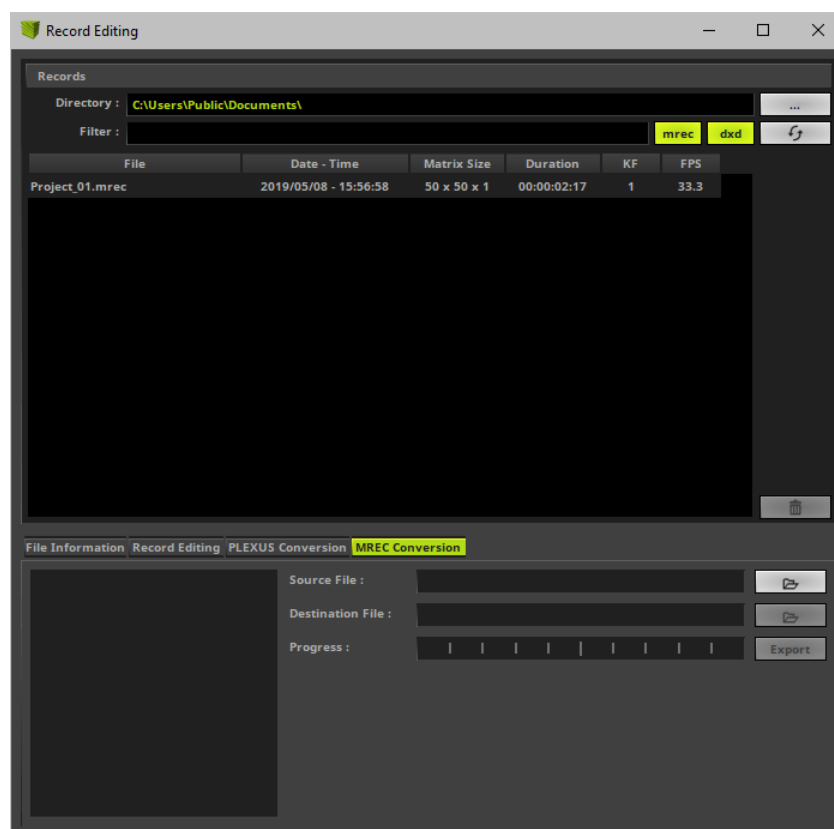 Record Editing
Records
Directory : C:\Users\Public\Documents\ ...
Filter : mrec dxd
File Date - Time Matrix Size Duration KF FPS
Project_01.mrec 2019/05/08 - 15:56:58 50 x 50 x 1 00:00:02:17 1 33.3
File Information Record Editing PLEXUS Conversion MREC Conversion
Source File :
Destination File :
Progress : Export